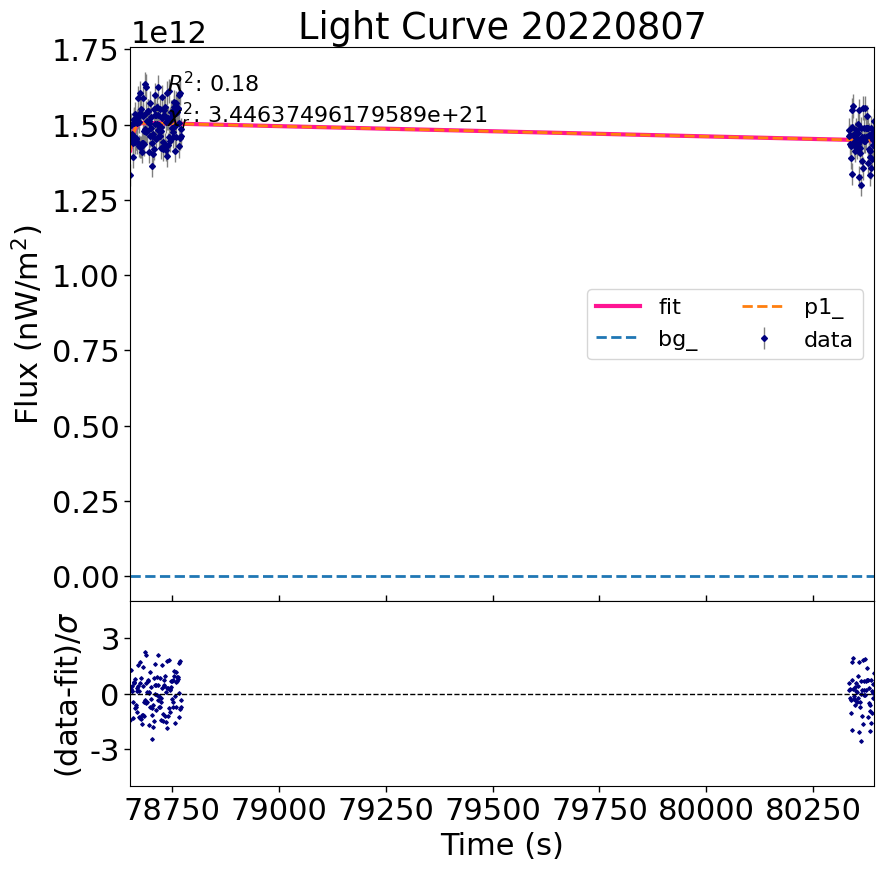 Light Curve 20220807
1e12
R²: 0.18
χ²ᵣ: 3.44637496179589e+21
1.75
1.50
1.25
1.00
0.75
0.50
0.25
0.00
Flux (nW/m²)
fit
bg_
p1_
data
3
0
-3
(data-fit)/σ
78750 79000 79250 79500 79750 80000 80250
Time (s)